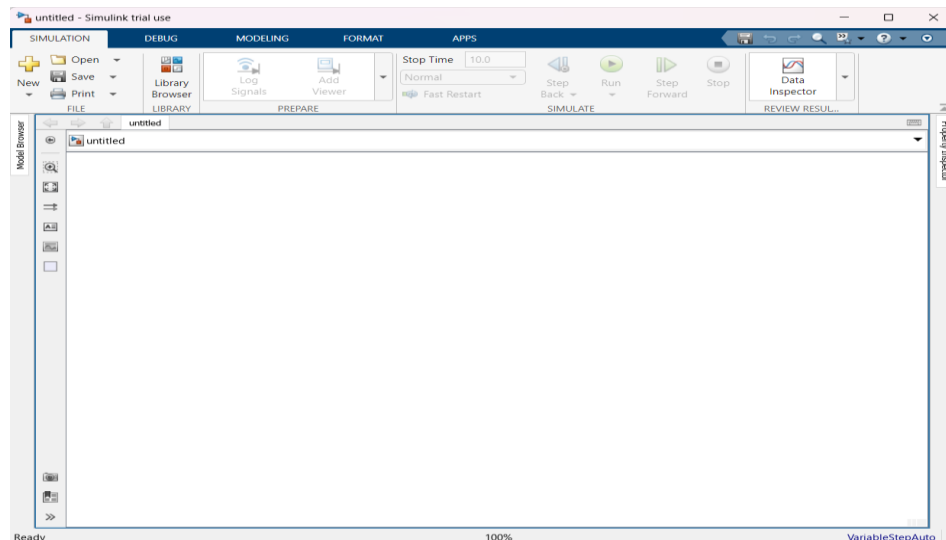 untitled - Simulink trial use
SIMULATION DEBUG MODELING FORMAT APPS
New
Open
Save
Print
FILE
Library
Browser
LIBRARY
Log
Signals
Add
Viewer
PREPARE
Stop Time 10.0
Normal
Fast Restart
Step
Back
Run
Step
Forward
Stop
SIMULATE
Data
Inspector
REVIEW RESUL...
Model Browser
untitled
untitled
Property Inspector
Ready 100% VariableStepAuto